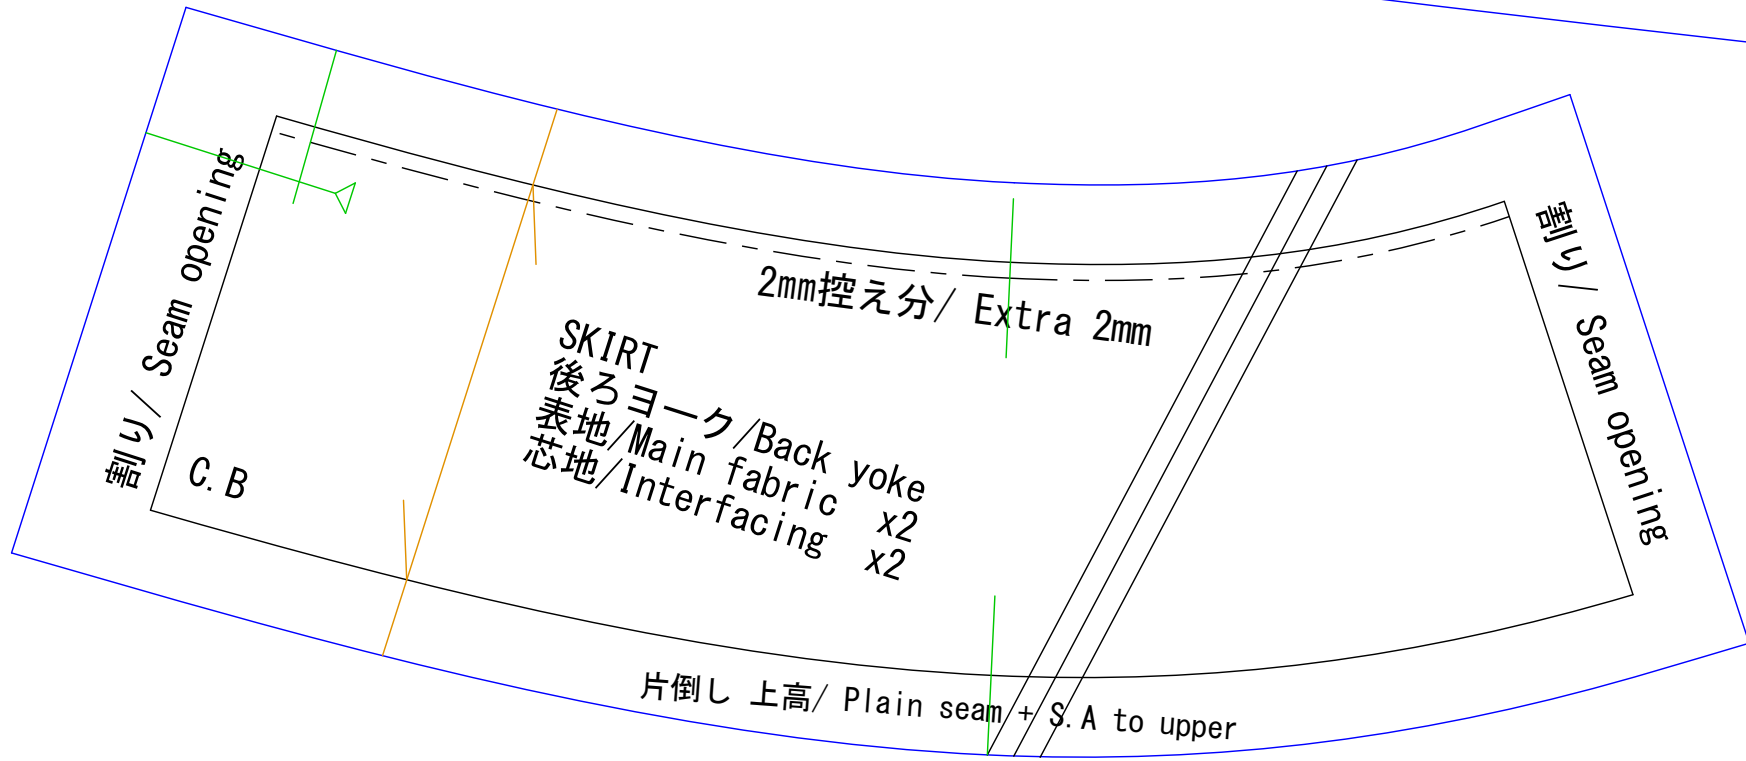 割り/ Seam opening
C.B
2mm控え分/ Extra 2mm
SKIRT
後ろヨーク/Back yoke
表地/Main fabric x2
芯地/Interfacing x2
割り/ Seam opening
片倒し 上高/ Plain seam + S.A to upper